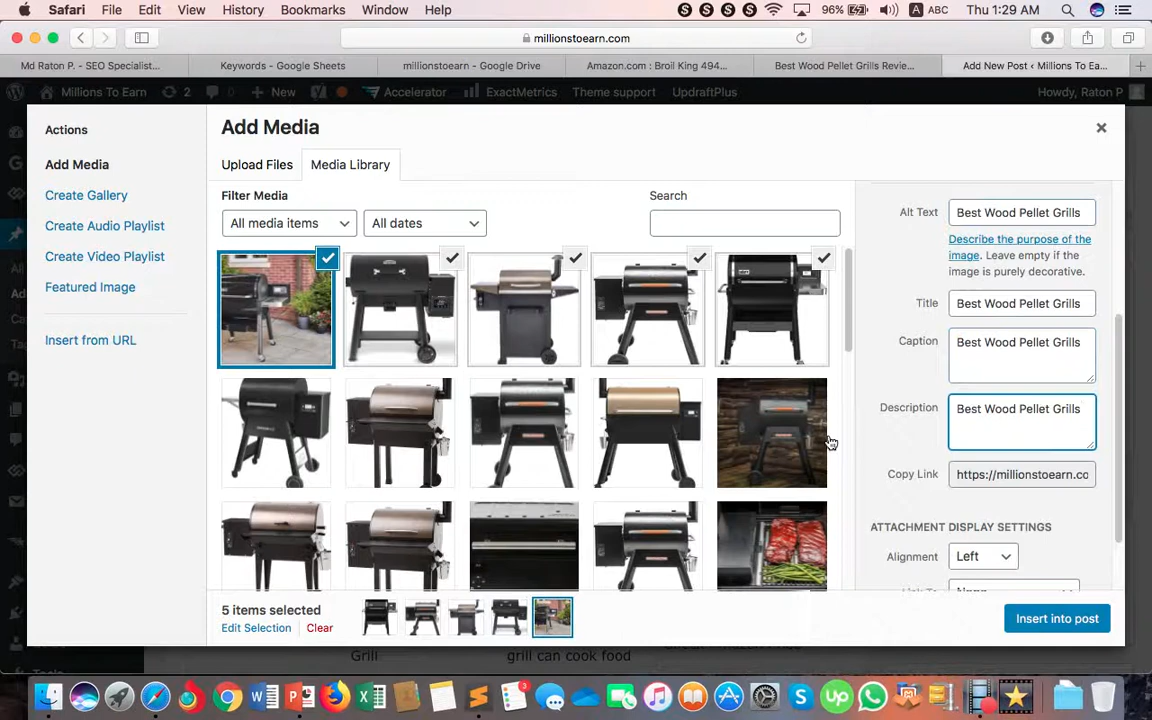 Safari File Edit View History Bookmarks Window Help 96% ABC Thu 1:29 AM
millionstoearn.com
Md Raton P. - SEO Specialist... Keywords - Google Sheets millionstoearn - Google Drive Amazon.com : Broil King 494... Best Wood Pellet Grills Revie... Add New Post ‹ Millions To Ea...
Millions To Earn 2 0 New Accelerator ExactMetrics Theme support UpdraftPlus Howdy, Raton P
Actions
Add Media
Create Gallery
Create Audio Playlist
Create Video Playlist
Featured Image
Insert from URL
Add Media
Upload Files Media Library
Filter Media Search
All media items All dates
Alt Text Best Wood Pellet Grills
Describe the purpose of the
image. Leave empty if the
image is purely decorative.
Title Best Wood Pellet Grills
Caption Best Wood Pellet Grills
Description Best Wood Pellet Grills
Copy Link https://millionstoearn.co
ATTACHMENT DISPLAY SETTINGS
Alignment Left
5 items selected
Edit Selection Clear
Insert into post
Grill grill can cook food
3